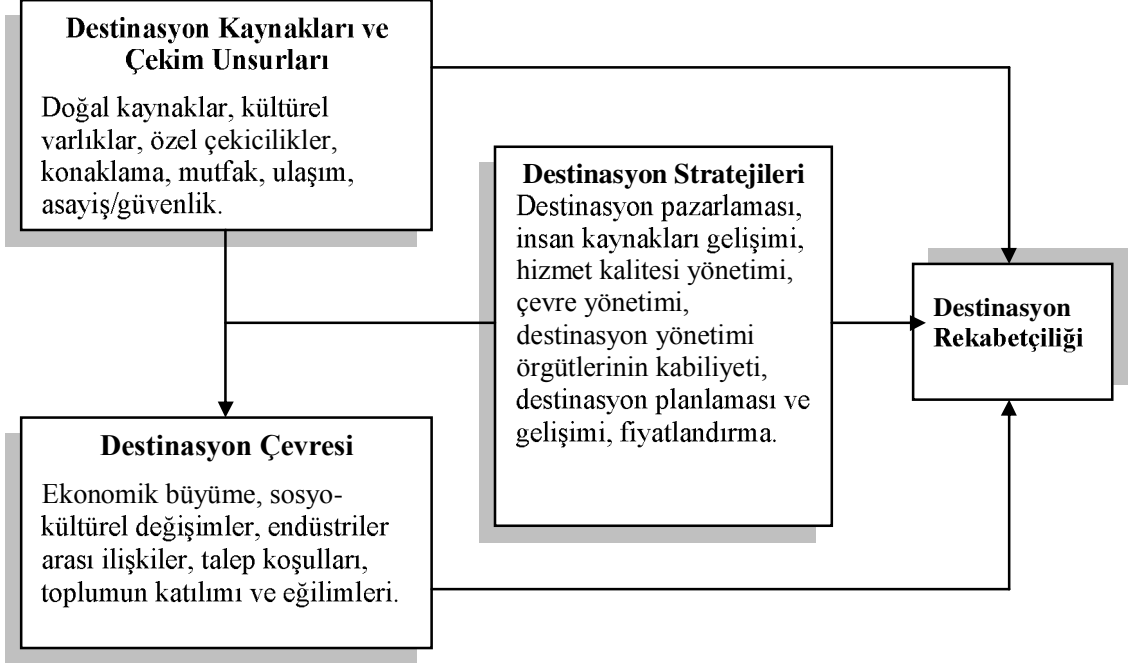 Destinasyon Kaynakları ve
Çekim Unsurları
Doğal kaynaklar, kültürel
varlıklar, özel çekicilikler,
konaklama, mutfak, ulaşım,
asayiş/güvenlik.
Destinasyon Çevresi
Ekonomik büyüme, sosyo-
kültürel değişimler, endüstriler
arası ilişkiler, talep koşulları,
toplumun katılımı ve eğilimleri.
Destinasyon Stratejileri
Destinasyon pazarlaması,
insan kaynakları gelişimi,
hizmet kalitesi yönetimi,
çevre yönetimi,
destinasyon yönetimi
örgütlerinin kabiliyeti,
destinasyon planlaması ve
gelişimi, fiyatlandırma.
Destinasyon
Rekabetçiliği